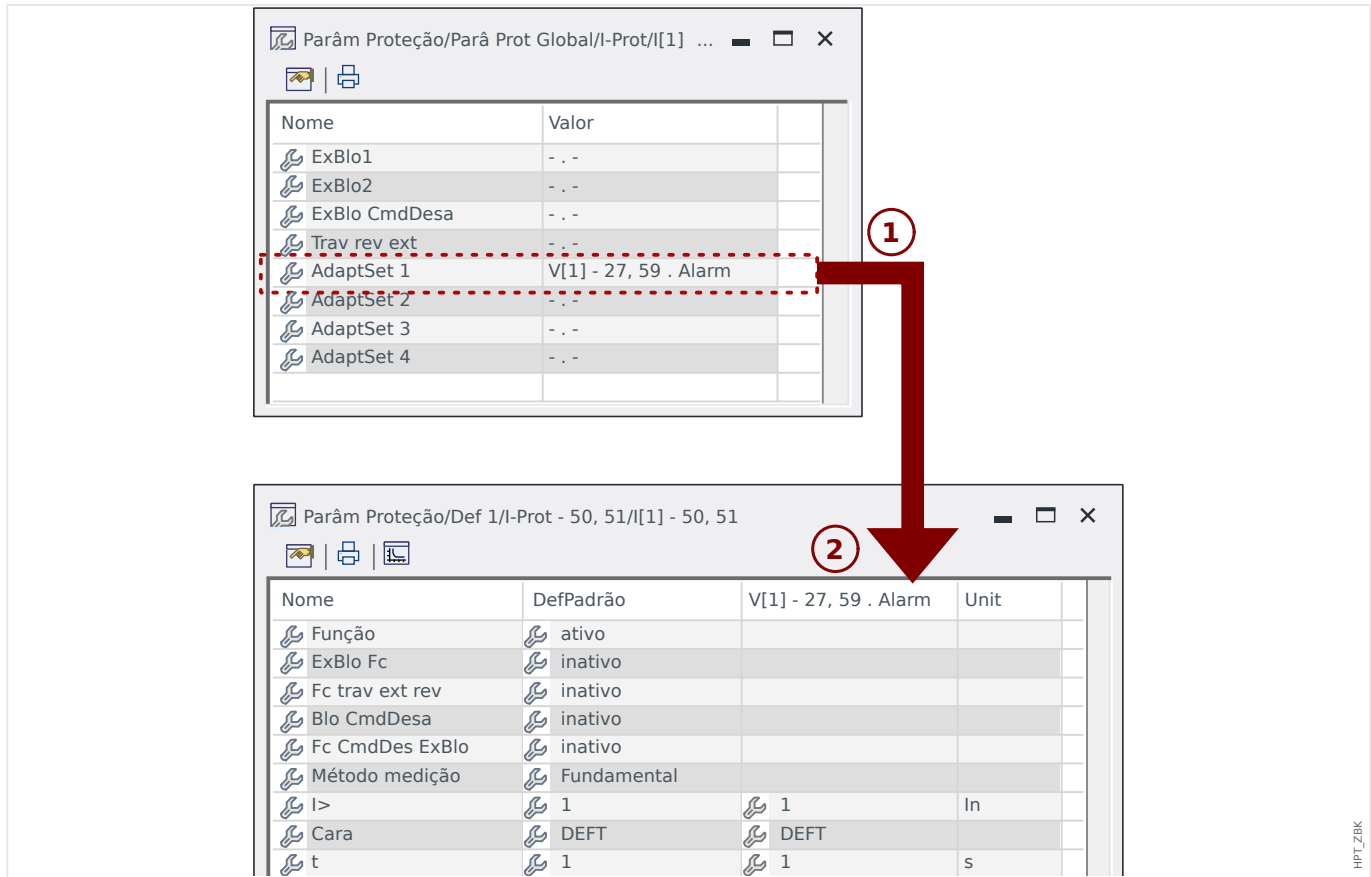 Parâm Proteção/Parâ Prot Global/I-Prot/I[1] ...
Nome Valor
ExBlo1 - . -
ExBlo2 - . -
ExBlo CmdDesa - . -
Trav rev ext - . -
AdaptSet 1 V[1] - 27, 59 . Alarm
AdaptSet 2 - . -
AdaptSet 3 - . -
AdaptSet 4 - . -
1
Parâm Proteção/Def 1/I-Prot - 50, 51/I[1] - 50, 51
2
Nome DefPadrão V[1] - 27, 59 . Alarm Unit
Função ativo
ExBlo Fc inativo
Fc trav ext rev inativo
Blo CmdDesa inativo
Fc CmdDes ExBlo inativo
Método medição Fundamental
I> 1 1 In
Cara DEFT DEFT
t 1 1 s
HPT_ZBK